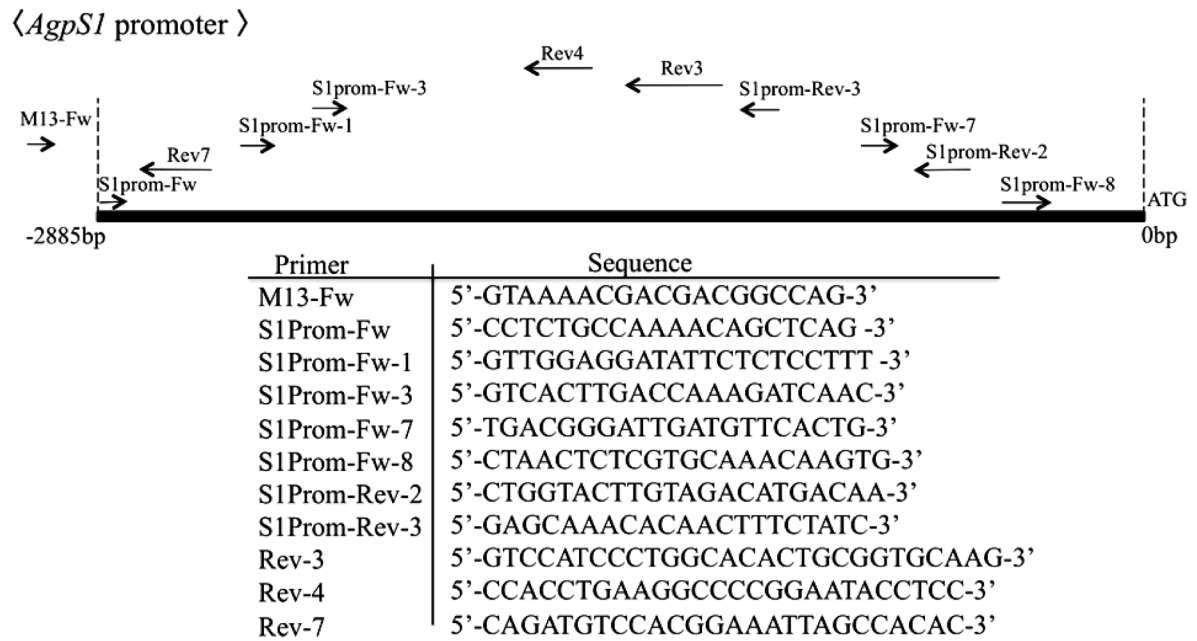 〈AgpS1 promoter 〉
Rev4
Rev3
S1prom-Fw-3
S1prom-Rev-3
M13-Fw
S1prom-Fw-1
S1prom-Fw-7
Rev7
S1prom-Rev-2
S1prom-Fw
S1prom-Fw-8
ATG
-2885bp
0bp
Primer Sequence
M13-Fw 5’-GTAAAACGACGACGGCCAG-3’
S1Prom-Fw 5’-CCTCTGCCAAAACAGCTCAG -3’
S1Prom-Fw-1 5’-GTTGGAGGATATTCTCTCCTTT -3’
S1Prom-Fw-3 5’-GTCACTTGACCAAAGATCAAC-3’
S1Prom-Fw-7 5’-TGACGGGATTGATGTTCACTG-3’
S1Prom-Fw-8 5’-CTAACTCTCGTGCAAACAAGTG-3’
S1Prom-Rev-2 5’-CTGGTACTTGTAGACATGACAA-3’
S1Prom-Rev-3 5’-GAGCAAACACAACTTTCTATC-3’
Rev-3 5’-GTCCATCCCTGGCACACTGCGGTGCAAG-3’
Rev-4 5’-CCACCTGAAGGCCCCGGAATACCTCC-3’
Rev-7 5’-CAGATGTCCACGGAAATTAGCCACAC-3’